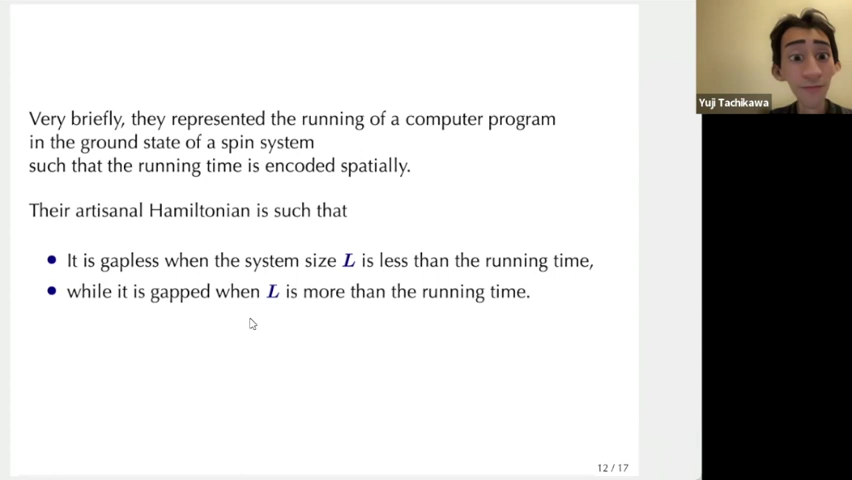 Very briefly, they represented the running of a computer program
in the ground state of a spin system
such that the running time is encoded spatially.
Their artisanal Hamiltonian is such that
• It is gapless when the system size L is less than the running time,
• while it is gapped when L is more than the running time.
12 / 17
Yuji Tachikawa